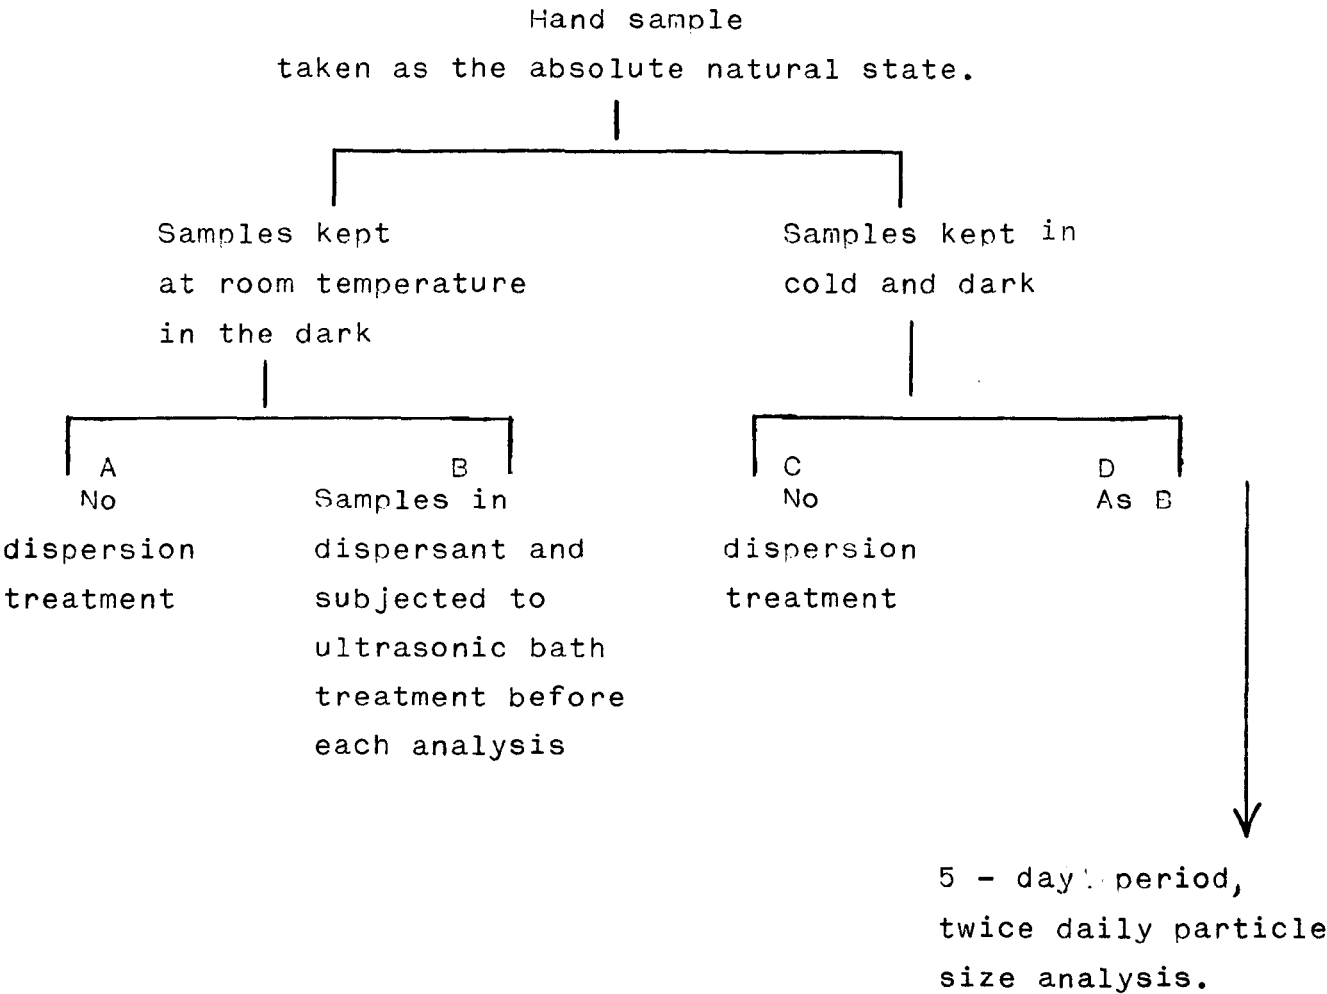 Hand sample
taken as the absolute natural state.
Samples kept
at room temperature
in the dark
Samples kept in
cold and dark
A
No
dispersion
treatment
B
Samples in
dispersant and
subjected to
ultrasonic bath
treatment before
each analysis
C
No
dispersion
treatment
D
As B
5 - day period,
twice daily particle
size analysis.